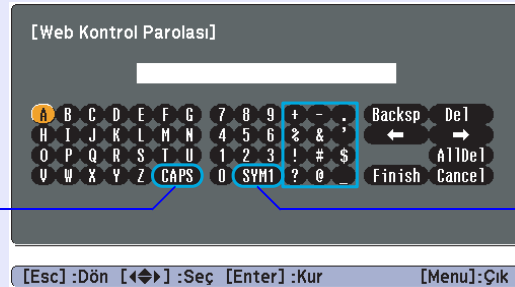 [Web Kontrol Parolası]
A B C D E F G 7 8 9 + - . Backsp Del
H I J K L M N 4 5 6 % & ' ← →
O P Q R S T U 1 2 3 ! # $ AllDel
V W X Y Z CAPS 0 SYM1 ? @ _ Finish Cancel
[Esc] :Dön [◀◆▶] :Seç [Enter] :Kur [Menu]:Çık